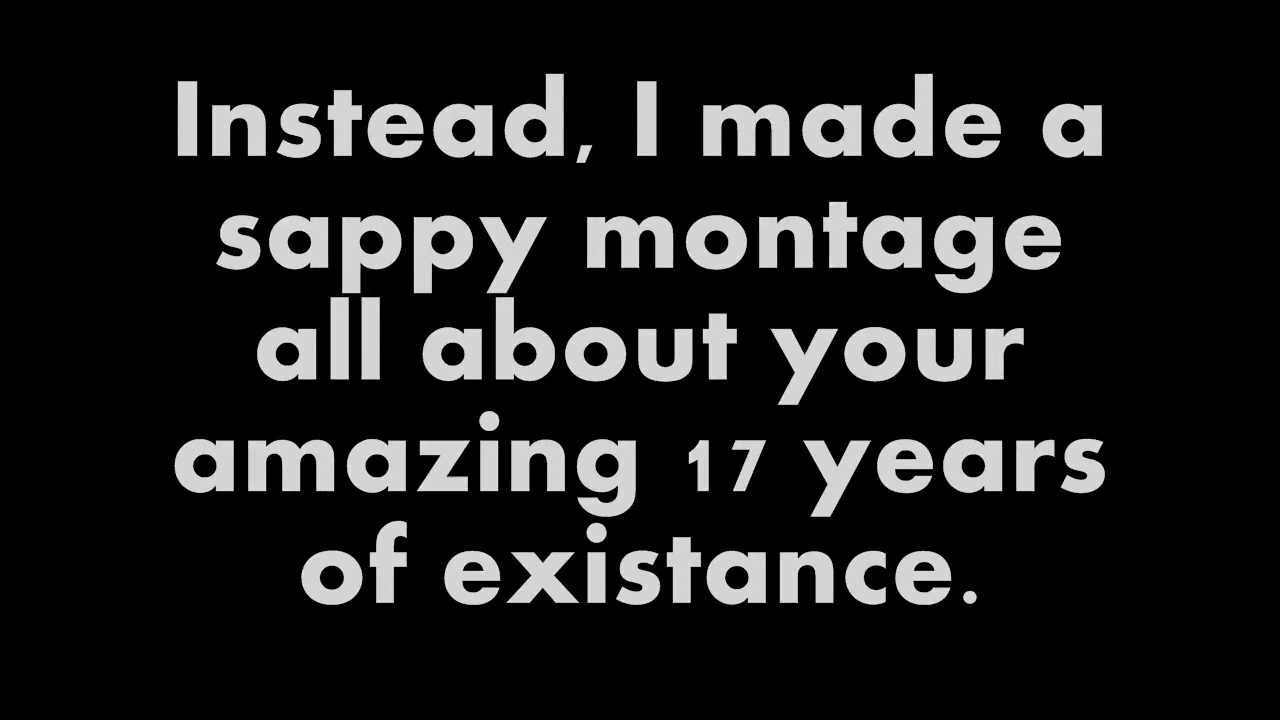 Instead, I made a
sappy montage
all about your
amazing 17 years
of existance.